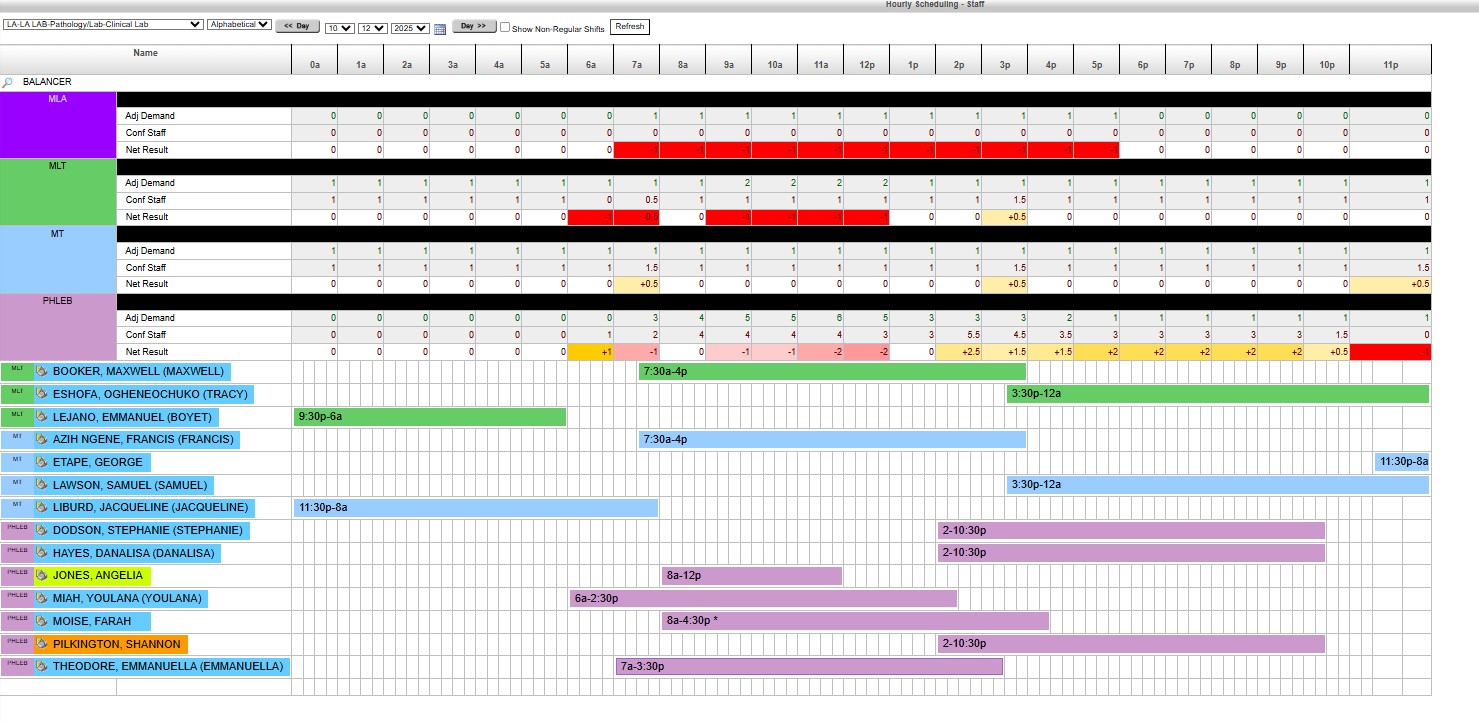 Hourly Scheduling - Staff
LA-LA LAB-Pathology/Lab-Clinical Lab Alphabetical << Day 10 12 2025 Day >> Show Non-Regular Shifts Refresh
Name 0a 1a 2a 3a 4a 5a 6a 7a 8a 9a 10a 11a 12p 1p 2p 3p 4p 5p 6p 7p 8p 9p 10p 11p
BALANCER
MLA
Adj Demand 0 0 0 0 0 0 0 1 1 1 1 1 1 1 1 1 1 1 0 0 0 0 0 0
Conf Staff 0 0 0 0 0 0 0 0 0 0 0 0 0 0 0 0 0 0 0 0 0 0 0 0
Net Result 0 0 0 0 0 0 0 -1 -1 -1 -1 -1 -1 -1 -1 -1 -1 -1 0 0 0 0 0 0
MLT
Adj Demand 1 1 1 1 1 1 1 1 1 2 2 2 2 1 1 1 1 1 1 1 1 1 1 1
Conf Staff 1 1 1 1 1 1 0 0.5 1 1 1 1 1 1 1 1.5 1 1 1 1 1 1 1 1
Net Result 0 0 0 0 0 0 -1 -0.5 0 -1 -1 -1 -1 0 0 +0.5 0 0 0 0 0 0 0 0
MT
Adj Demand 1 1 1 1 1 1 1 1 1 1 1 1 1 1 1 1 1 1 1 1 1 1 1 1
Conf Staff 1 1 1 1 1 1 1 1.5 1 1 1 1 1 1 1 1.5 1 1 1 1 1 1 1 1.5
Net Result 0 0 0 0 0 0 0 +0.5 0 0 0 0 0 0 0 +0.5 0 0 0 0 0 0 0 +0.5
PHLEB
Adj Demand 0 0 0 0 0 0 0 3 4 5 5 6 5 3 3 3 2 1 1 1 1 1 1 1
Conf Staff 0 0 0 0 0 0 1 2 4 4 4 4 3 3 5.5 4.5 3.5 3 3 3 3 3 1.5 0
Net Result 0 0 0 0 0 0 +1 -1 0 -1 -1 -2 -2 0 +2.5 +1.5 +1.5 +2 +2 +2 +2 +2 +0.5 -1
MLT BOOKER, MAXWELL (MAXWELL) 7:30a-4p
MLT ESHOFA, OGHENEOCHUKO (TRACY) 3:30p-12a
MLT LEJANO, EMMANUEL (BOYET) 9:30p-6a
MT AZIH NGENE, FRANCIS (FRANCIS) 7:30a-4p
MT ETAPE, GEORGE 11:30p-8a
MT LAWSON, SAMUEL (SAMUEL) 3:30p-12a
MT LIBURD, JACQUELINE (JACQUELINE) 11:30p-8a
PHLEB DODSON, STEPHANIE (STEPHANIE) 2-10:30p
PHLEB HAYES, DANALISA (DANALISA) 2-10:30p
PHLEB JONES, ANGELIA 8a-12p
PHLEB MIAH, YOULANA (YOULANA) 6a-2:30p
PHLEB MOISE, FARAH 8a-4:30p *
PHLEB PILKINGTON, SHANNON 2-10:30p
PHLEB THEODORE, EMMANUELLA (EMMANUELLA) 7a-3:30p